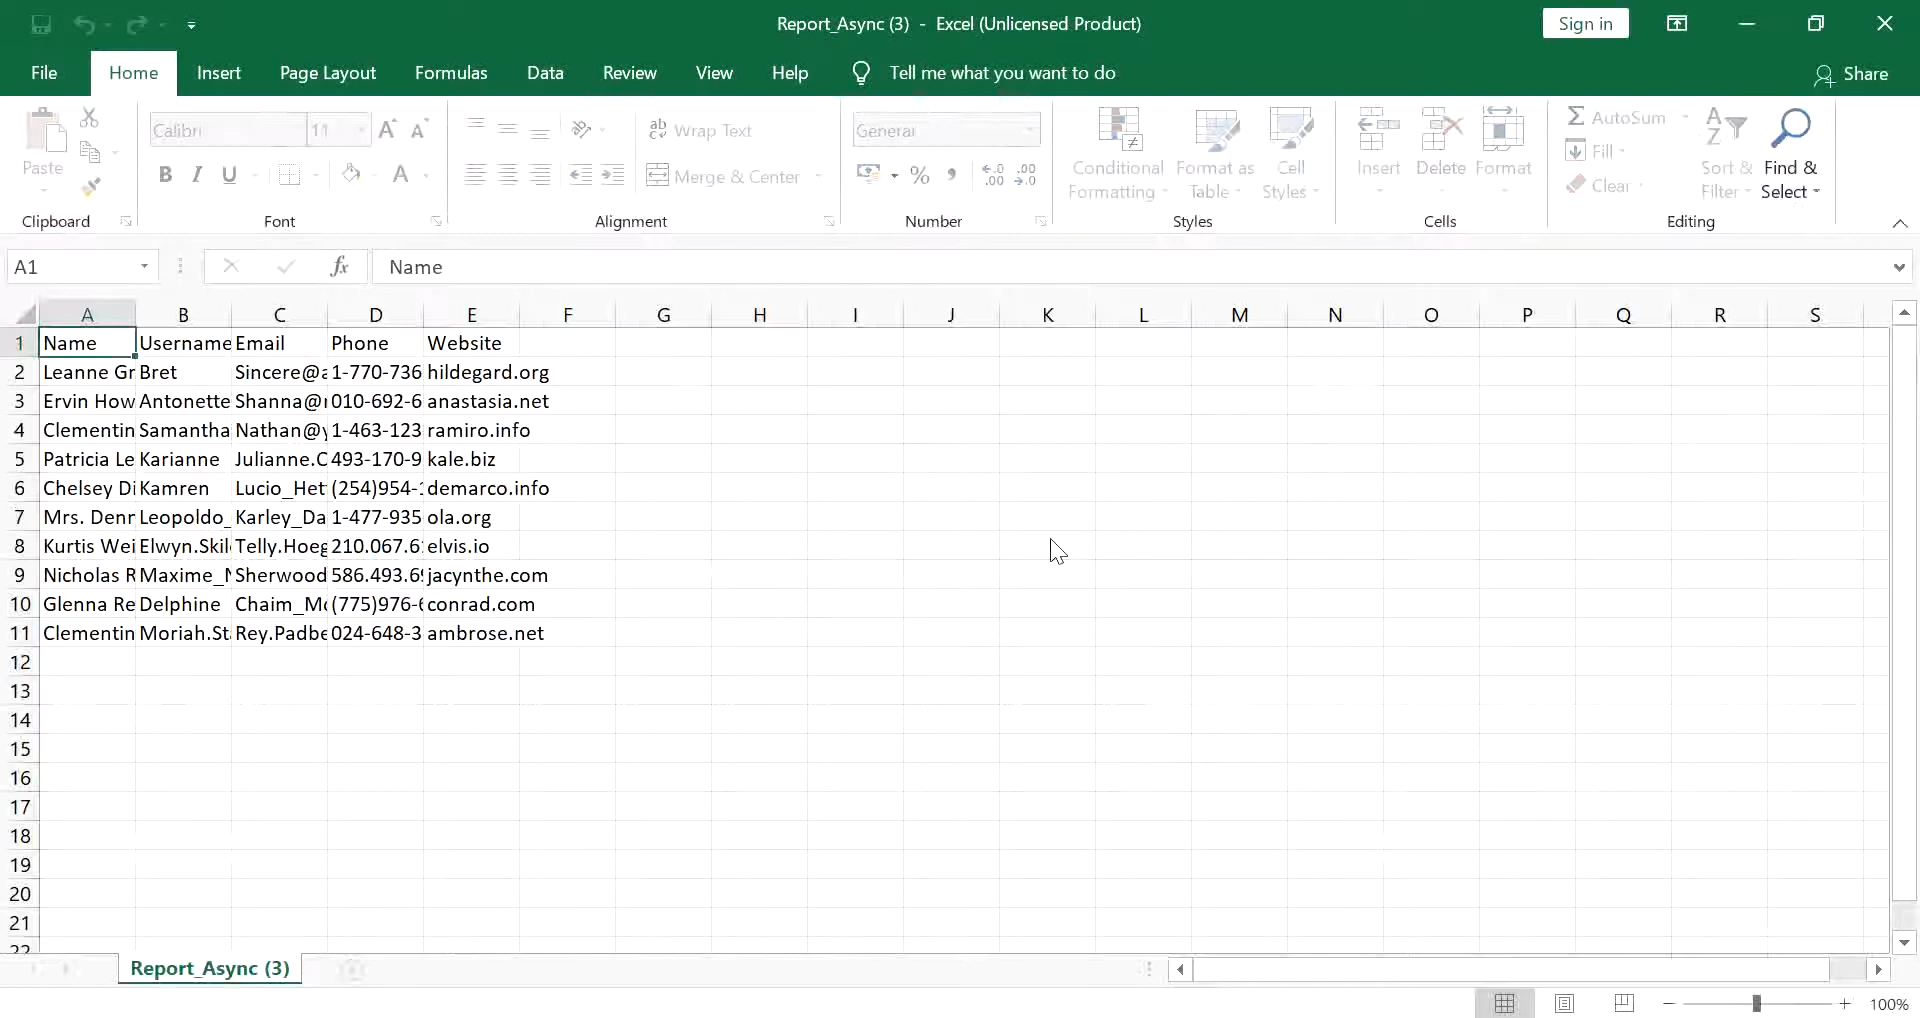 Report_Async (3) - Excel (Unlicensed Product)
Sign in
File Home Insert Page Layout Formulas Data Review View Help Tell me what you want to do Share
Paste
Clipboard
Calibri 11 A A
B I U A
Font
ab Wrap Text
Merge & Center
Alignment
General
% , .00 .00
Number
Conditional Formatting
Format as Table
Cell Styles
Styles
Insert Delete Format
Cells
AutoSum
Fill
Clear
Sort & Filter
Find & Select
Editing
A1 fx Name
A B C D E F G H I J K L M N O P Q R S
1 Name Username Email Phone Website
2 Leanne Gr Bret Sincere@a 1-770-736 hildegard.org
3 Ervin How Antonette Shanna@ 010-692-6 anastasia.net
4 Clementin Samantha Nathan@y 1-463-123 ramiro.info
5 Patricia Le Karianne Julianne.O 493-170-9 kale.biz
6 Chelsey Di Kamren Lucio_Het (254)954- demarco.info
7 Mrs. Denn Leopoldo_ Karley_Da 1-477-935 ola.org
8 Kurtis Wei Elwyn.Skil Telly.Hoeg 210.067.6 elvis.io
9 Nicholas R Maxime_N Sherwood 586.493.6 jacynthe.com
10 Glenna Re Delphine Chaim_Mc (775)976-6 conrad.com
11 Clementin Moriah.St Rey.Padbe 024-648-3 ambrose.net
12
13
14
15
16
17
18
19
20
21
22
Report_Async (3)
100%